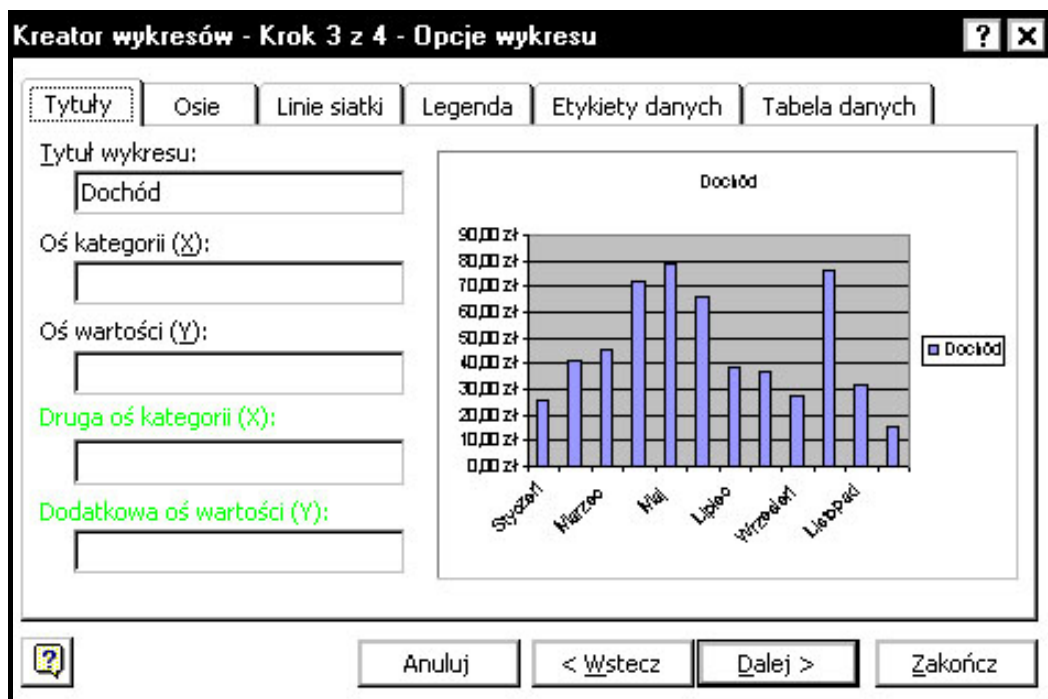 Kreator wykresów - Krok 3 z 4 - Opcje wykresu
? X
Tytuły Osie Linie siatki Legenda Etykiety danych Tabela danych
Tytuł wykresu:
Dochód
Oś kategorii (X):
Oś wartości (Y):
Druga oś kategorii (X):
Dodatkowa oś wartości (Y):
Dochód
90,00 zł
80,00 zł
70,00 zł
60,00 zł
50,00 zł
40,00 zł
30,00 zł
20,00 zł
10,00 zł
0,00 zł
Styczeń Marzec Maj Lipiec Wrzesień Listopad
Dochód
? Anuluj < Wstecz Dalej > Zakończ